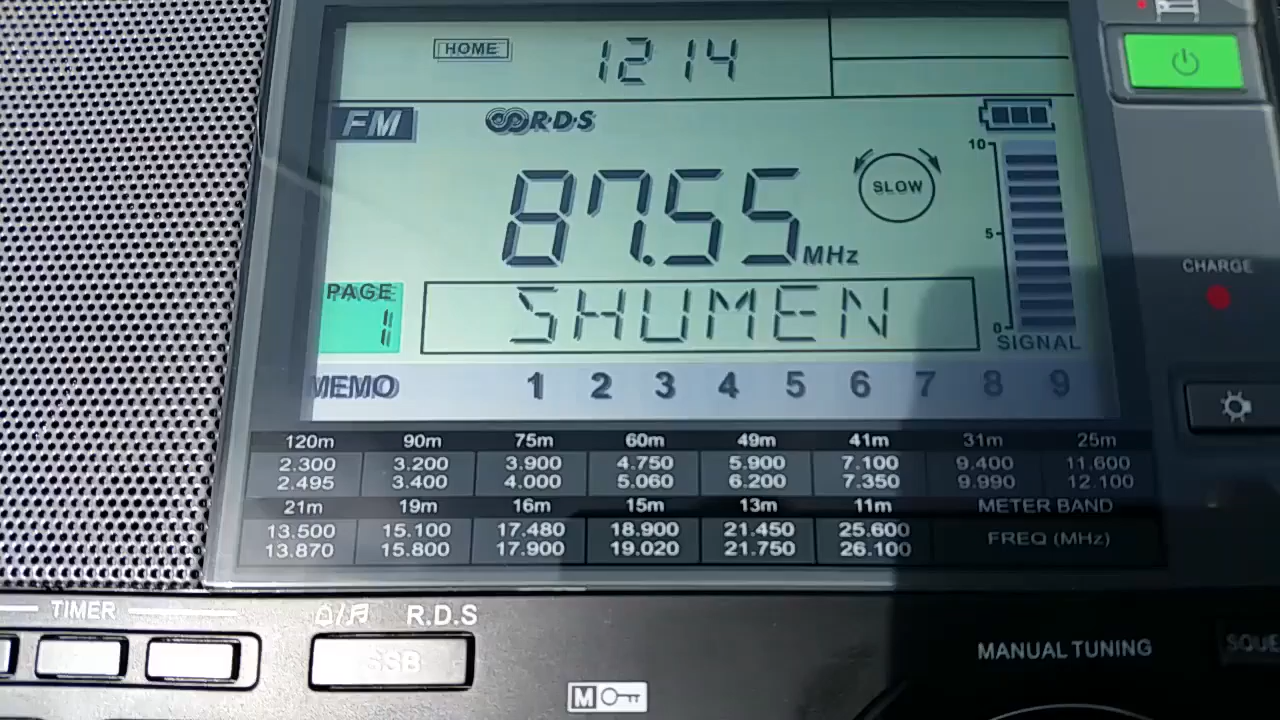 HOME 1214
FM R·D·S
10
87.55 MHz
SLOW
5
PAGE
1
SHUMEN
0
SIGNAL
MEMO 1 2 3 4 5 6 7 8 9
CHARGE
120m 90m 75m 60m 49m 41m 31m 25m
2.300 3.200 3.900 4.750 5.900 7.100 9.400 11.600
2.495 3.400 4.000 5.060 6.200 7.350 9.990 12.100
21m 19m 16m 15m 13m 11m METER BAND
13.500 15.100 17.480 18.900 21.450 25.600 FREQ (MHz)
13.870 15.800 17.900 19.020 21.750 26.100
TIMER R.D.S
SSB
MANUAL TUNING
M